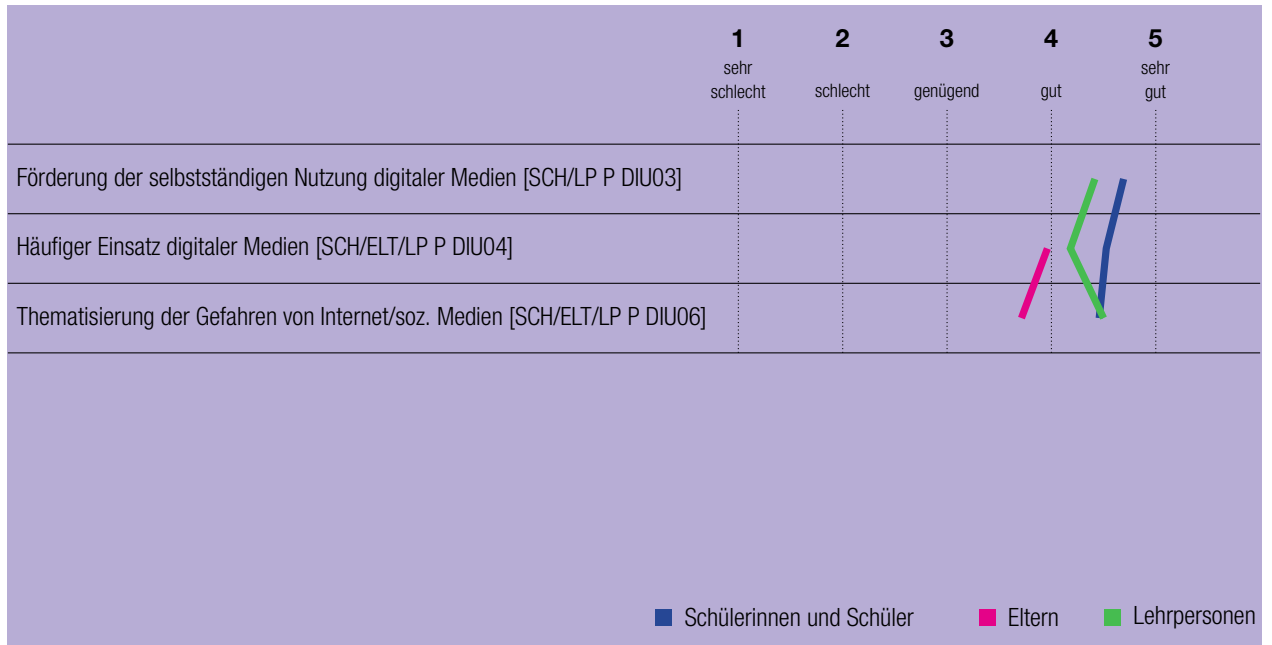 1 2 3 4 5
sehr schlecht schlecht genügend gut sehr gut
Förderung der selbstständigen Nutzung digitaler Medien [SCH/LP P DIU03]
Häufiger Einsatz digitaler Medien [SCH/ELT/LP P DIU04]
Thematisierung der Gefahren von Internet/soz. Medien [SCH/ELT/LP P DIU06]
Schülerinnen und Schüler Eltern Lehrpersonen